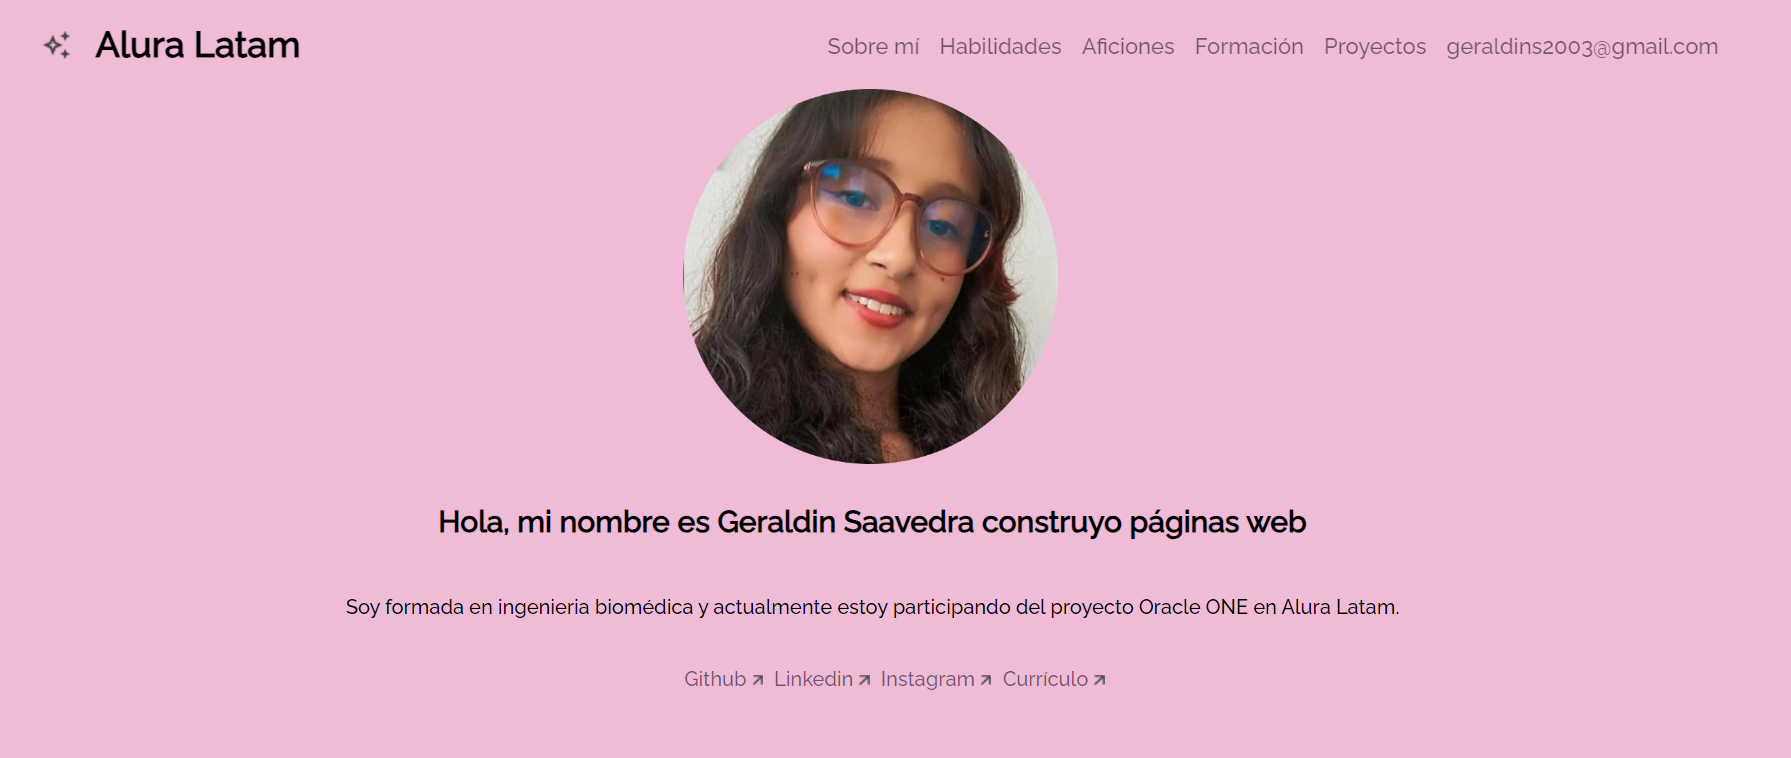 Alura Latam
Sobre mí Habilidades Aficiones Formación Proyectos geraldins2003@gmail.com
Hola, mi nombre es Geraldin Saavedra construyo páginas web
Soy formada en ingenieria biomédica y actualmente estoy participando del proyecto Oracle ONE en Alura Latam.
Github Linkedin Instagram Currículo